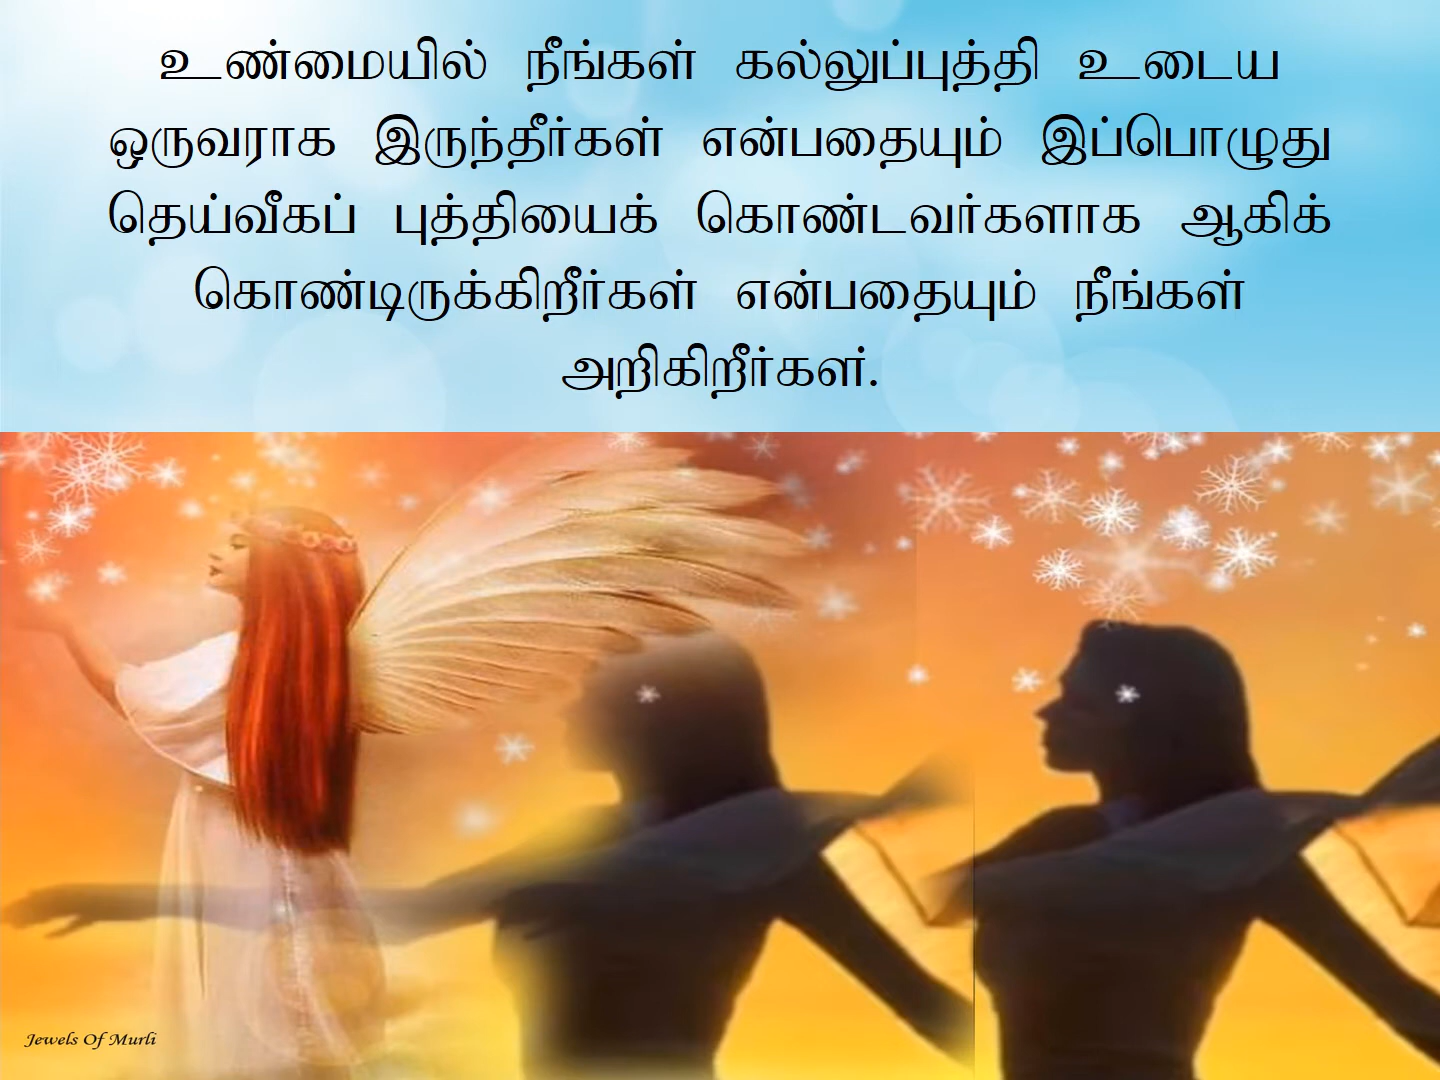 உண்மையில் நீங்கள் கல்லுப்புத்தி உடைய
ஒருவராக இருந்தீர்கள் என்பதையும் இப்பொழுது
தெய்வீகப் புத்தியைக் கொண்டவர்களாக ஆகிக்
கொண்டிருக்கிறீர்கள் என்பதையும் நீங்கள்
அறிகிறீர்கள்.
Jewels Of Murli